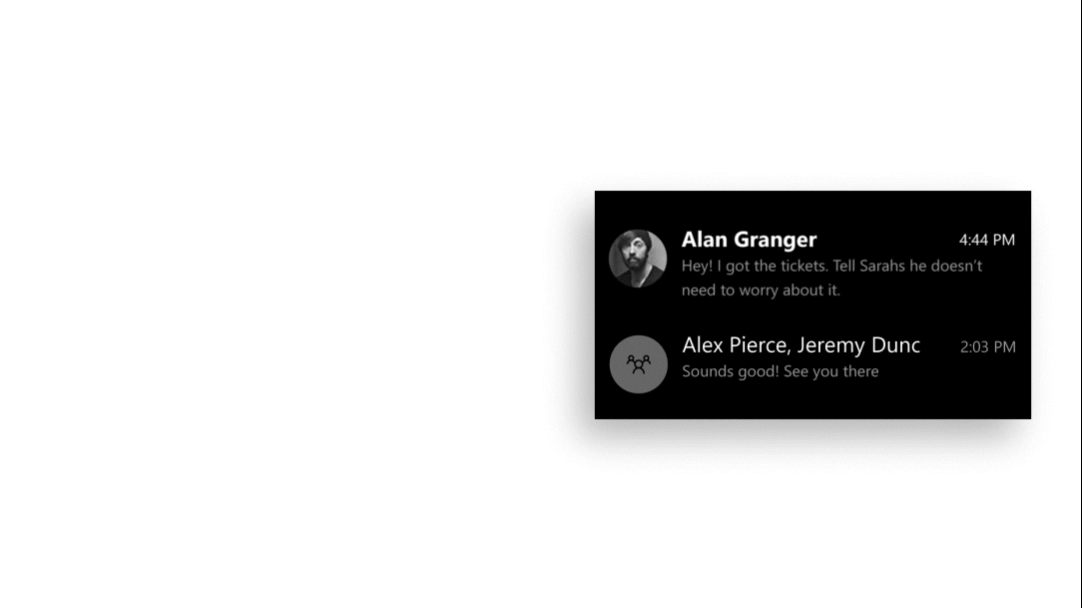 Alan Granger 4:44 PM
Hey! I got the tickets. Tell Sarahs he doesn't
need to worry about it.
Alex Pierce, Jeremy Dunc 2:03 PM
Sounds good! See you there